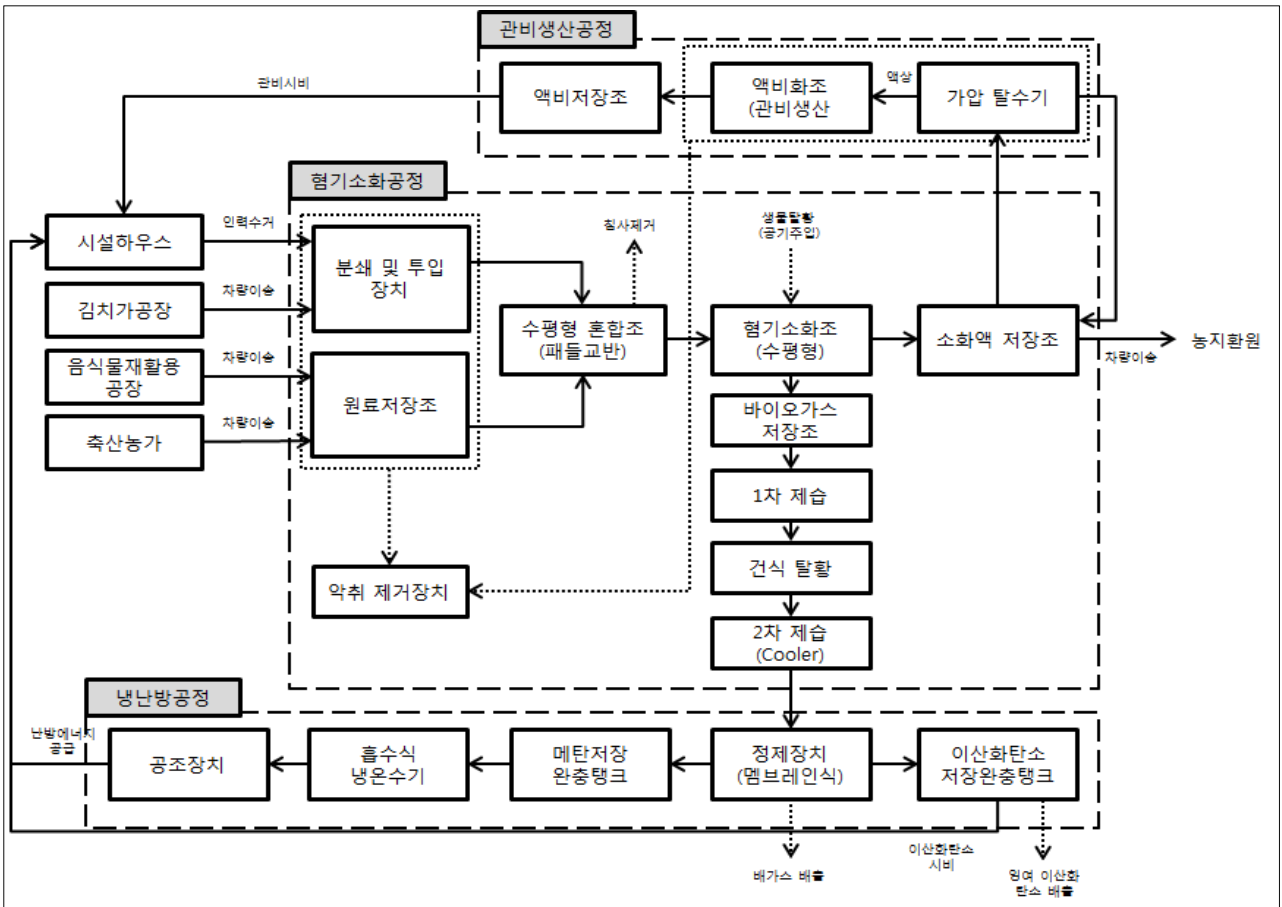 관비생산공정
액비저장조
액비화조
(관비생산
액상
가압 탈수기
관비시비
혐기소화공정
시설하우스
인력수거
분쇄 및 투입
장치
침사제거
생물탈황
(공기주입)
김치가공장
차량이송
수평형 혼합조
(패들교반)
혐기소화조
(수평형)
소화액 저장조
차량이송
농지환원
음식물재활용
공장
차량이송
원료저장조
축산농가
차량이송
바이오가스
저장조
1차 제습
건식 탈황
악취 제거장치
2차 제습
(Cooler)
냉난방공정
난방에너지
공급
공조장치
흡수식
냉온수기
메탄저장
완충탱크
정제장치
(멤브레인식)
이산화탄소
저장완충탱크
배가스 배출
이산화탄소
시비
잉여 이산화
탄소 배출